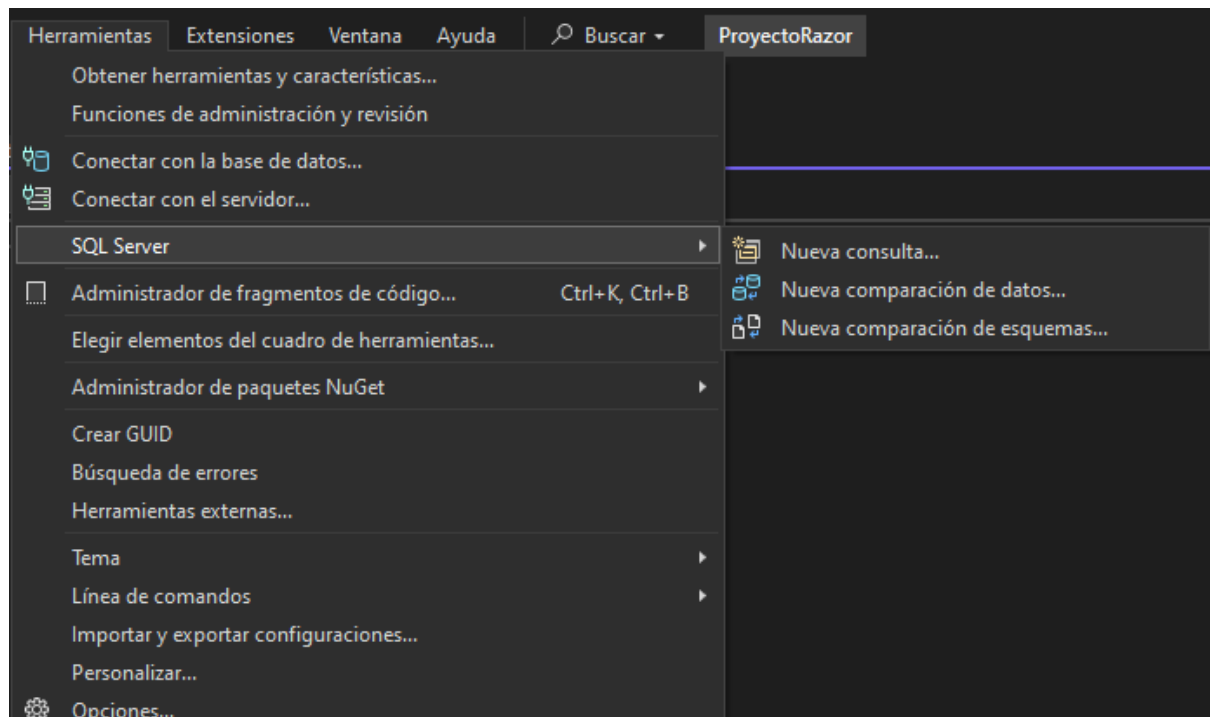 Herramientas Extensiones Ventana Ayuda Buscar ProyectoRazor
Obtener herramientas y características...
Funciones de administración y revisión
Conectar con la base de datos...
Conectar con el servidor...
SQL Server
Nueva consulta...
Nueva comparación de datos...
Nueva comparación de esquemas...
Administrador de fragmentos de código... Ctrl+K, Ctrl+B
Elegir elementos del cuadro de herramientas...
Administrador de paquetes NuGet
Crear GUID
Búsqueda de errores
Herramientas externas...
Tema
Línea de comandos
Importar y exportar configuraciones...
Personalizar...
Opciones...